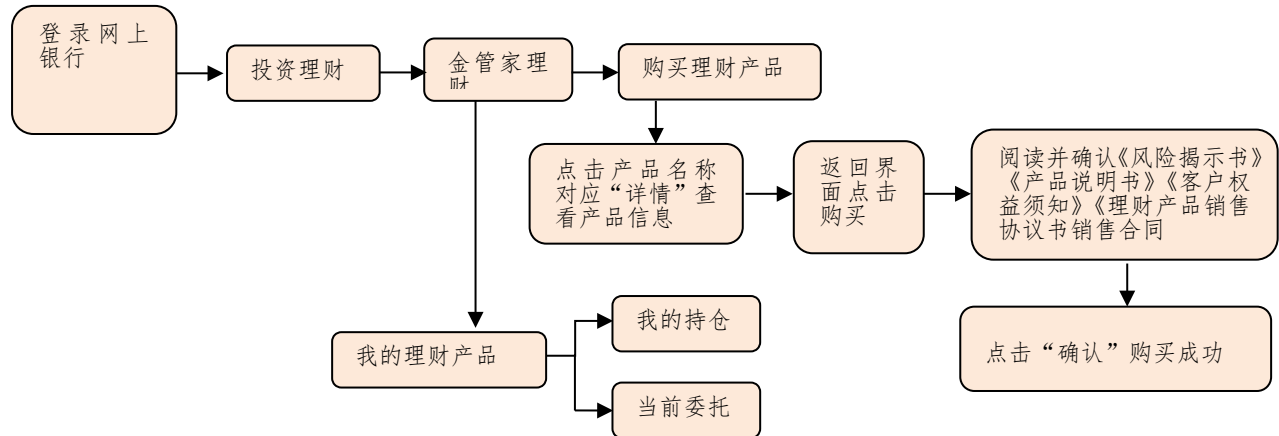 登录网上
银行
投资理财
金管家理
财
购买理财产品
点击产品名称
对应“详情”查
看产品信息
返回界
面点击
购买
阅读并确认《风险揭示书》
《产品说明书》《客户权
益须知》《理财产品销售
协议书销售合同
点击“确认”购买成功
我的理财产品
我的持仓
当前委托